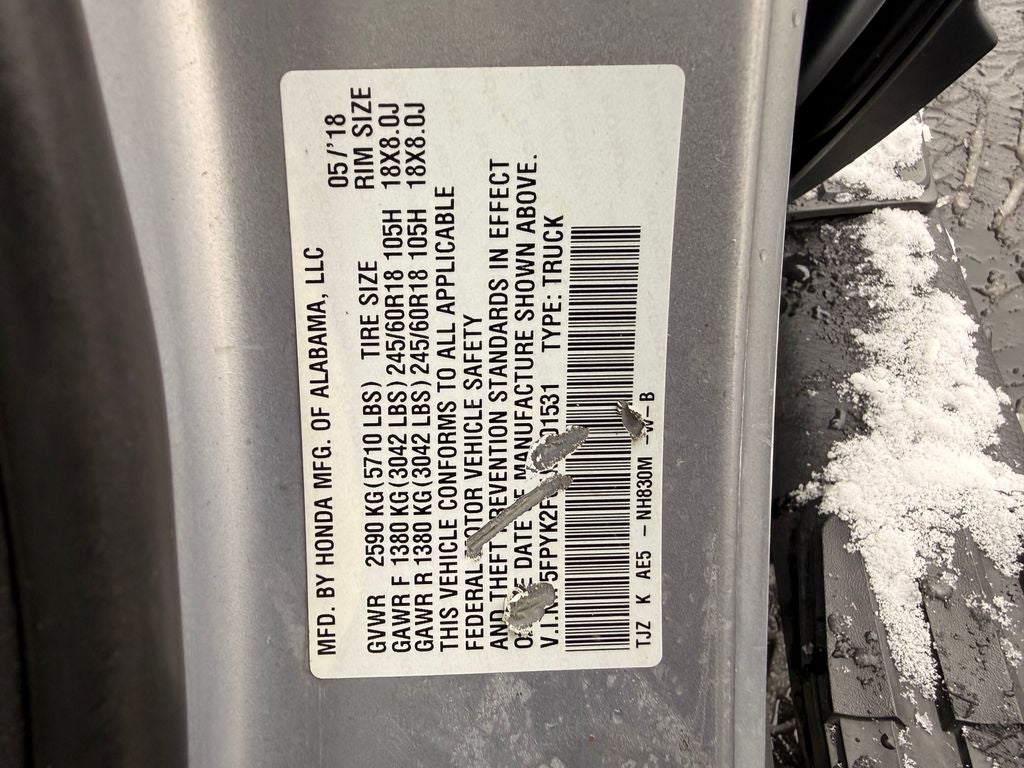 MFD. BY HONDA MFG. OF ALABAMA, LLC 05/'18
GVWR 2590 KG(5710 LBS) TIRE SIZE RIM SIZE
GAWR F 1380 KG(3042 LBS) 245/60R18 105H 18X8.0J
GAWR R 1380 KG(3042 LBS) 245/60R18 105H 18X8.0J
THIS VEHICLE CONFORMS TO ALL APPLICABLE
FEDERAL MOTOR VEHICLE SAFETY
AND THEFT PREVENTION STANDARDS IN EFFECT
DATE MANUFACTURE SHOWN ABOVE.
TYPE: TRUCK
TJZ K AE5 -NH830M -W-B